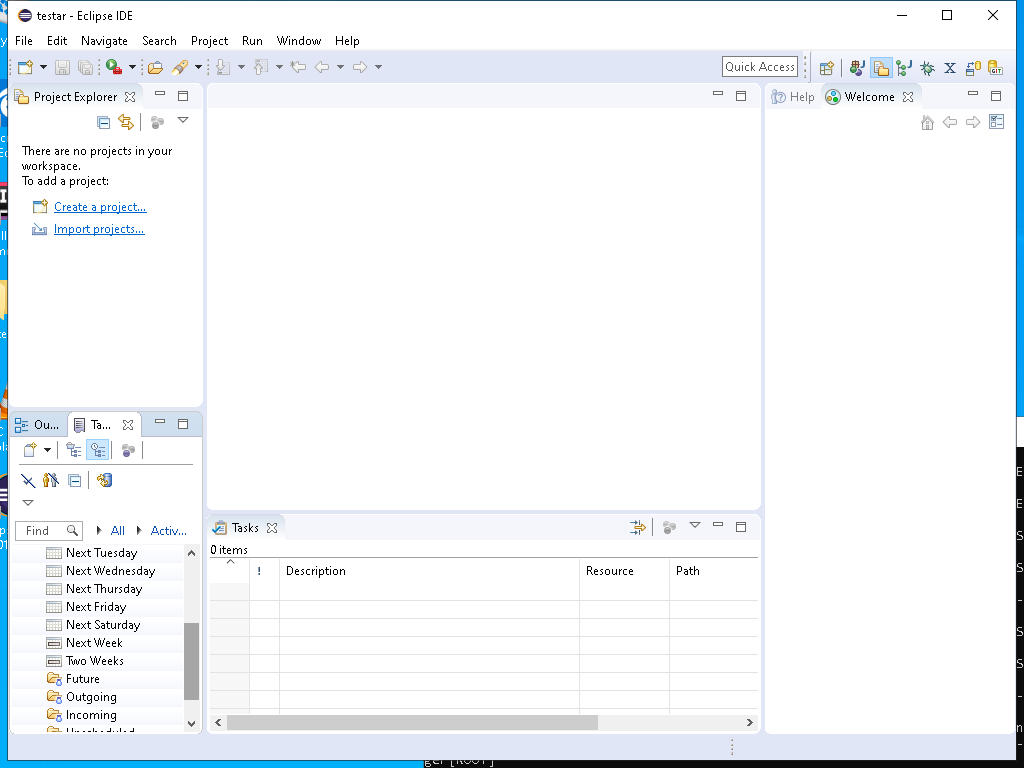 testar - Eclipse IDE
File Edit Navigate Search Project Run Window Help
Quick Access
Project Explorer
There are no projects in your
workspace.
To add a project:
Create a project...
Import projects...
Help Welcome
Ou... Ta...
Find All Activ...
Next Tuesday
Next Wednesday
Next Thursday
Next Friday
Next Saturday
Next Week
Two Weeks
Future
Outgoing
Incoming
Unscheduled
Tasks
0 items
! Description Resource Path